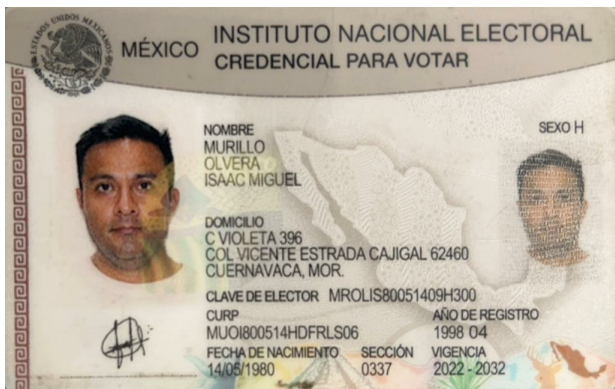 ESTADOS UNIDOS MEXICANOS
MÉXICO
INSTITUTO NACIONAL ELECTORAL
CREDENCIAL PARA VOTAR
NOMBRE
SEXO H
MURILLO
OLVERA
ISAAC MIGUEL
DOMICILIO
C VIOLETA 396
COL VICENTE ESTRADA CAJIGAL 62460
CUERNAVACA, MOR.
CLAVE DE ELECTOR MROLIS80051409H300
CURP AÑO DE REGISTRO
MUOI800514HDFRLS06 1998 04
FECHA DE NACIMIENTO SECCIÓN VIGENCIA
14/05/1980 0337 2022 - 2032